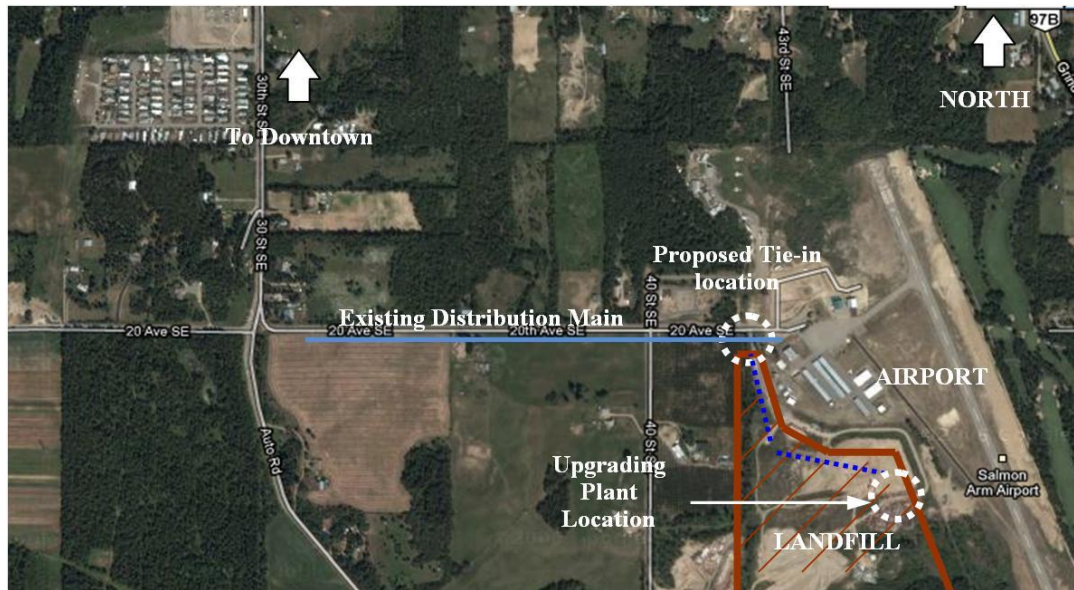 97B
Grind
43rd St SE
NORTH
30th St S
To Downtown
30 St SE
Proposed Tie-in
location
40 St SE
Existing Distribution Main
20 Ave SE
20 Ave SE
20th Ave SE
20 Ave SE
AIRPORT
Auto Rd
40 St S
Upgrading
Plant
Location
Salmon
Arm Airport
LANDFILL